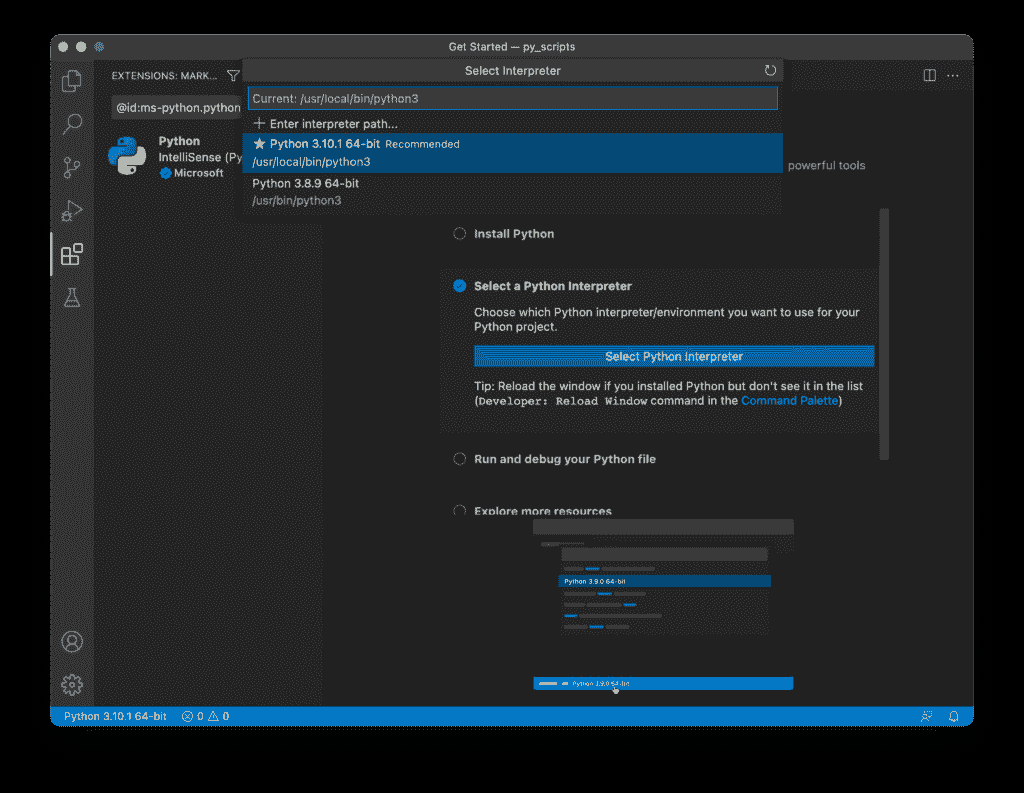 Get Started — py_scripts
EXTENSIONS: MARK...
Select Interpreter
@id:ms-python.python
Current: /usr/local/bin/python3
Enter interpreter path...
Python 3.10.1 64-bit Recommended
/usr/local/bin/python3
Python 3.8.9 64-bit
/usr/bin/python3
Python
IntelliSense (Py
Microsoft
powerful tools
Install Python
Select a Python Interpreter
Choose which Python interpreter/environment you want to use for your
Python project.
Select Python Interpreter
Tip: Reload the window if you installed Python but don't see it in the list
(Developer: Reload Window command in the Command Palette)
Run and debug your Python file
Explore more resources
Python 3.9.0 64-bit
Python 3.9.0 64-bit
Python 3.10.1 64-bit 0 0